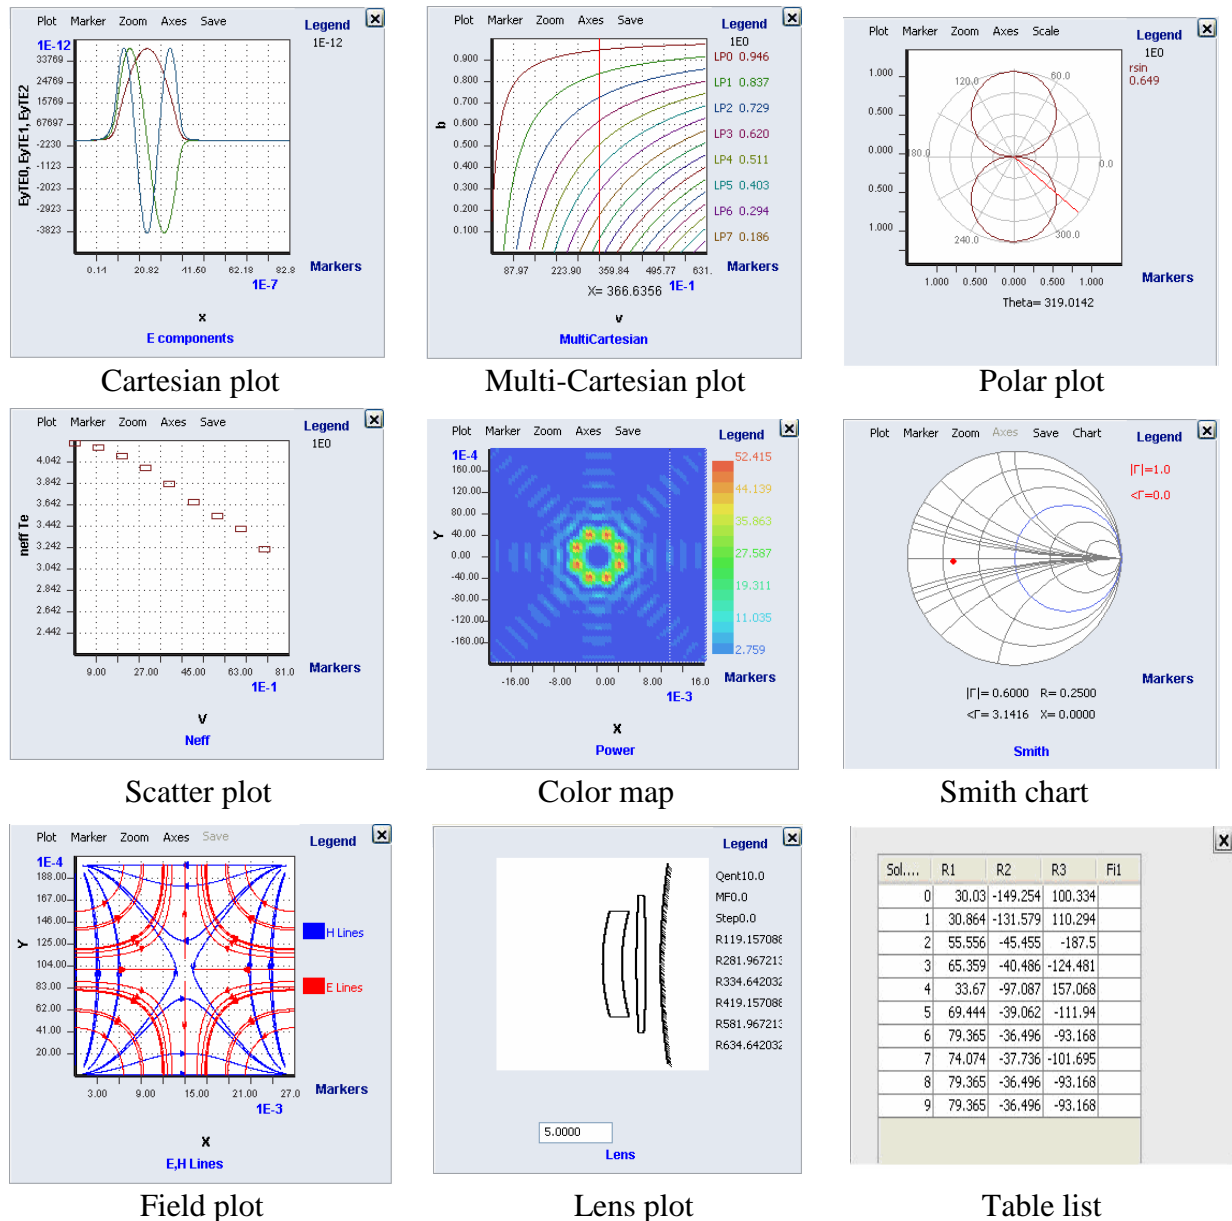 Plot Marker Zoom Axes Save
Legend
1E-12
1E-12
33769
24769
15769
67697
-2230
-1123
-2023
-2923
-3823
EyTE0, EyTE1, EyTE2
0.14 20.82 41.60 62.18 82.8
1E-7
Markers
x
E components
Cartesian plot
Plot Marker Zoom Axes Save
Legend
1E0
LP0 0.946
LP1 0.837
LP2 0.729
LP3 0.620
LP4 0.511
LP5 0.403
LP6 0.294
LP7 0.186
0.900
0.800
0.700
0.600
0.500
0.400
0.300
0.200
0.100
b
87.97 223.90 359.84 495.77 631.
X= 366.6356 1E-1
Markers
v
MultiCartesian
Multi-Cartesian plot
Plot Marker Zoom Axes Scale
Legend
1E0
rsin
0.649
1.000
0.500
0.000
0.500
1.000
120.0 60.0
180.0 0.0
240.0 300.0
1.000 0.500 0.000 0.500 1.000
Theta= 319.0142
Markers
Polar plot
Plot Marker Zoom Axes Save
Legend
1E0
4.042
3.842
3.642
3.442
3.242
3.042
2.842
2.642
2.442
neff Te
9.00 27.00 45.00 63.00 81.0
1E-1
Markers
V
Neff
Scatter plot
Plot Marker Zoom Axes Save
Legend
1E-4
160.00
120.00
80.00
40.00
0.00
-40.00
-80.00
-120.00
-160.00
Y
52.415
44.139
35.863
27.587
19.311
11.035
2.759
-16.00 -8.00 0.00 8.00 16.0
1E-3
Markers
X
Power
Color map
Plot Marker Zoom Axes Save Chart
Legend
|Γ|=1.0
<Γ=0.0
Markers
|Γ|= 0.6000 R= 0.2500
<Γ= 3.1416 X= 0.0000
Smith
Smith chart
Plot Marker Zoom Axes Save
Legend
1E-4
188.00
167.00
146.00
125.00
104.00
83.00
62.00
41.00
20.00
Y
H Lines
E Lines
3.00 9.00 15.00 21.00 27.0
1E-3
Markers
X
E,H Lines
Field plot
Legend
Qent10.0
MF0.0
Step0.0
R119.157086
R281.967213
R334.642032
R419.157086
R581.967213
R634.642032
5.0000
Lens
Lens plot
Sol.... R1 R2 R3 Fi1
0 30.03 -149.254 100.334
1 30.864 -131.579 110.294
2 55.556 -45.455 -187.5
3 65.359 -40.486 -124.481
4 33.67 -97.087 157.068
5 69.444 -39.062 -111.94
6 79.365 -36.496 -93.168
7 74.074 -37.736 -101.695
8 79.365 -36.496 -93.168
9 79.365 -36.496 -93.168
Table list